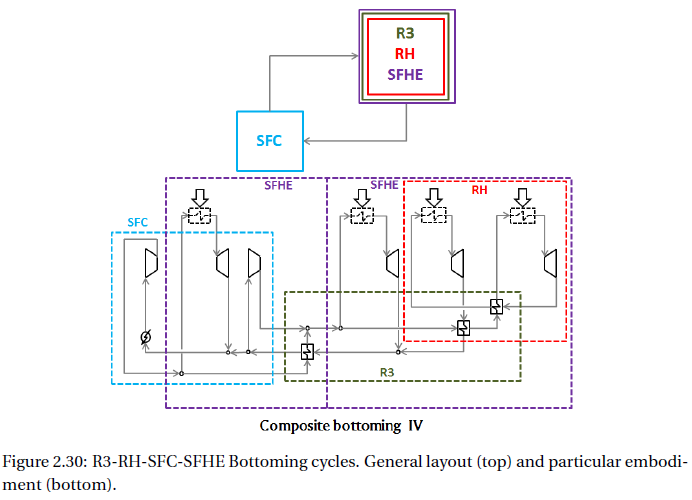 R3
RH
SFHE
SFC
SFHE
SFHE
RH
SFC
R3
Composite bottoming IV
Figure 2.30: R3-RH-SFC-SFHE Bottoming cycles. General layout (top) and particular embodi-
ment (bottom).